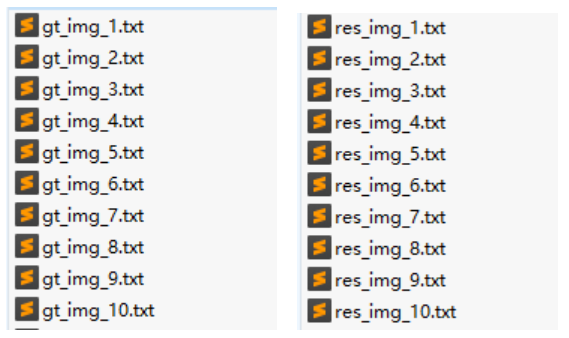 gt_img_1.txt
gt_img_2.txt
gt_img_3.txt
gt_img_4.txt
gt_img_5.txt
gt_img_6.txt
gt_img_7.txt
gt_img_8.txt
gt_img_9.txt
gt_img_10.txt
res_img_1.txt
res_img_2.txt
res_img_3.txt
res_img_4.txt
res_img_5.txt
res_img_6.txt
res_img_7.txt
res_img_8.txt
res_img_9.txt
res_img_10.txt